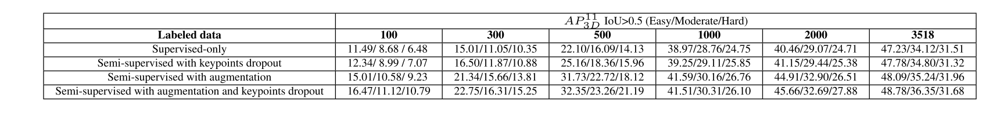 AP_{3D}^{11} IoU>0.5 (Easy/Moderate/Hard)
Labeled data 100 300 500 1000 2000 3518
Supervised-only 11.49/ 8.68 / 6.48 15.01/11.05/10.35 22.10/16.09/14.13 38.97/28.76/24.75 40.46/29.07/24.71 47.23/34.12/31.51
Semi-supervised with keypoints dropout 12.34/ 8.99 / 7.07 16.50/11.87/10.88 25.16/18.36/15.96 39.25/29.11/25.85 41.15/29.44/25.38 47.78/34.80/31.32
Semi-supervised with augmentation 15.01/10.58/ 9.23 21.34/15.66/13.81 31.73/22.72/18.12 41.59/30.16/26.76 44.91/32.90/26.51 48.09/35.24/31.96
Semi-supervised with augmentation and keypoints dropout 16.47/11.12/10.79 22.75/16.31/15.25 32.35/23.26/21.19 41.51/30.31/26.10 45.66/32.69/27.88 48.78/36.35/31.68